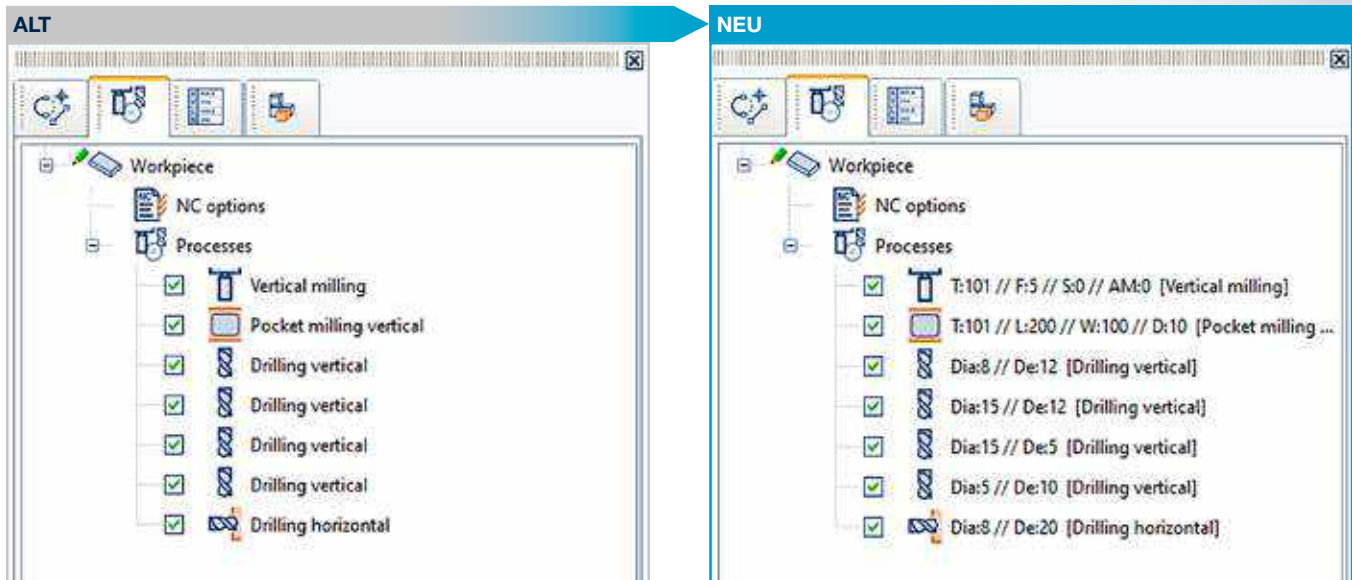 ALT
Workpiece
NC options
Processes
Vertical milling
Pocket milling vertical
Drilling vertical
Drilling vertical
Drilling vertical
Drilling vertical
Drilling horizontal
NEU
Workpiece
NC options
Processes
T:101 // F:5 // S:0 // AM:0 [Vertical milling]
T:101 // L:200 // W:100 // D:10 [Pocket milling ...
Dia:8 // De:12 [Drilling vertical]
Dia:15 // De:12 [Drilling vertical]
Dia:15 // De:5 [Drilling vertical]
Dia:5 // De:10 [Drilling vertical]
Dia:8 // De:20 [Drilling horizontal]